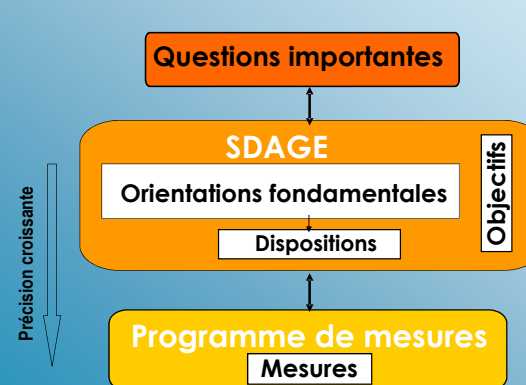 Questions importantes
SDAGE
Orientations fondamentales
Objectifs
Dispositions
Précision croissante
Programme de mesures
Mesures